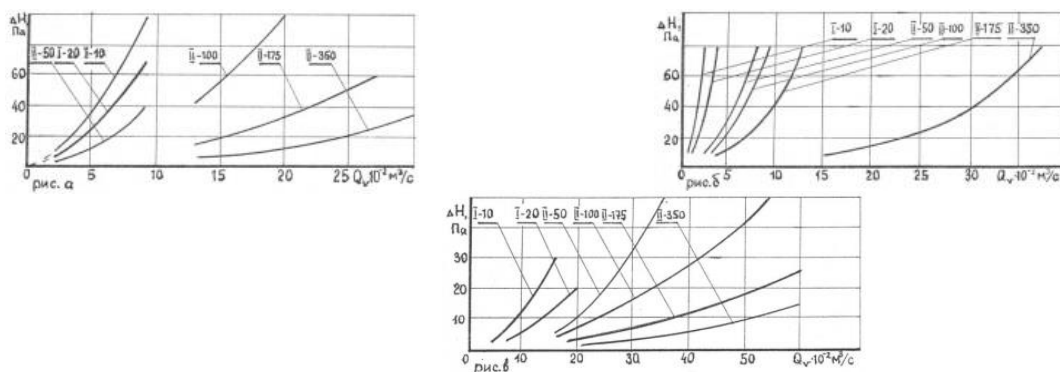 ΔН,
Па
II-50 I-20 II-10
II-100
II-175
II-350
60
40
20
0 5 10 15 20 25 Qv·10⁻² м³/с
рис. а
ΔН,
Па
I-10 I-20 II-50 II-100 II-175 II-350
60
40
20
0 5 10 15 20 25 30 Qv·10⁻² м³/с
рис. б
ΔН,
Па
I-10 I-20 II-50 II-100 II-175 II-350
30
20
10
0 10 20 30 40 50 Qv·10⁻² м³/с
рис. в